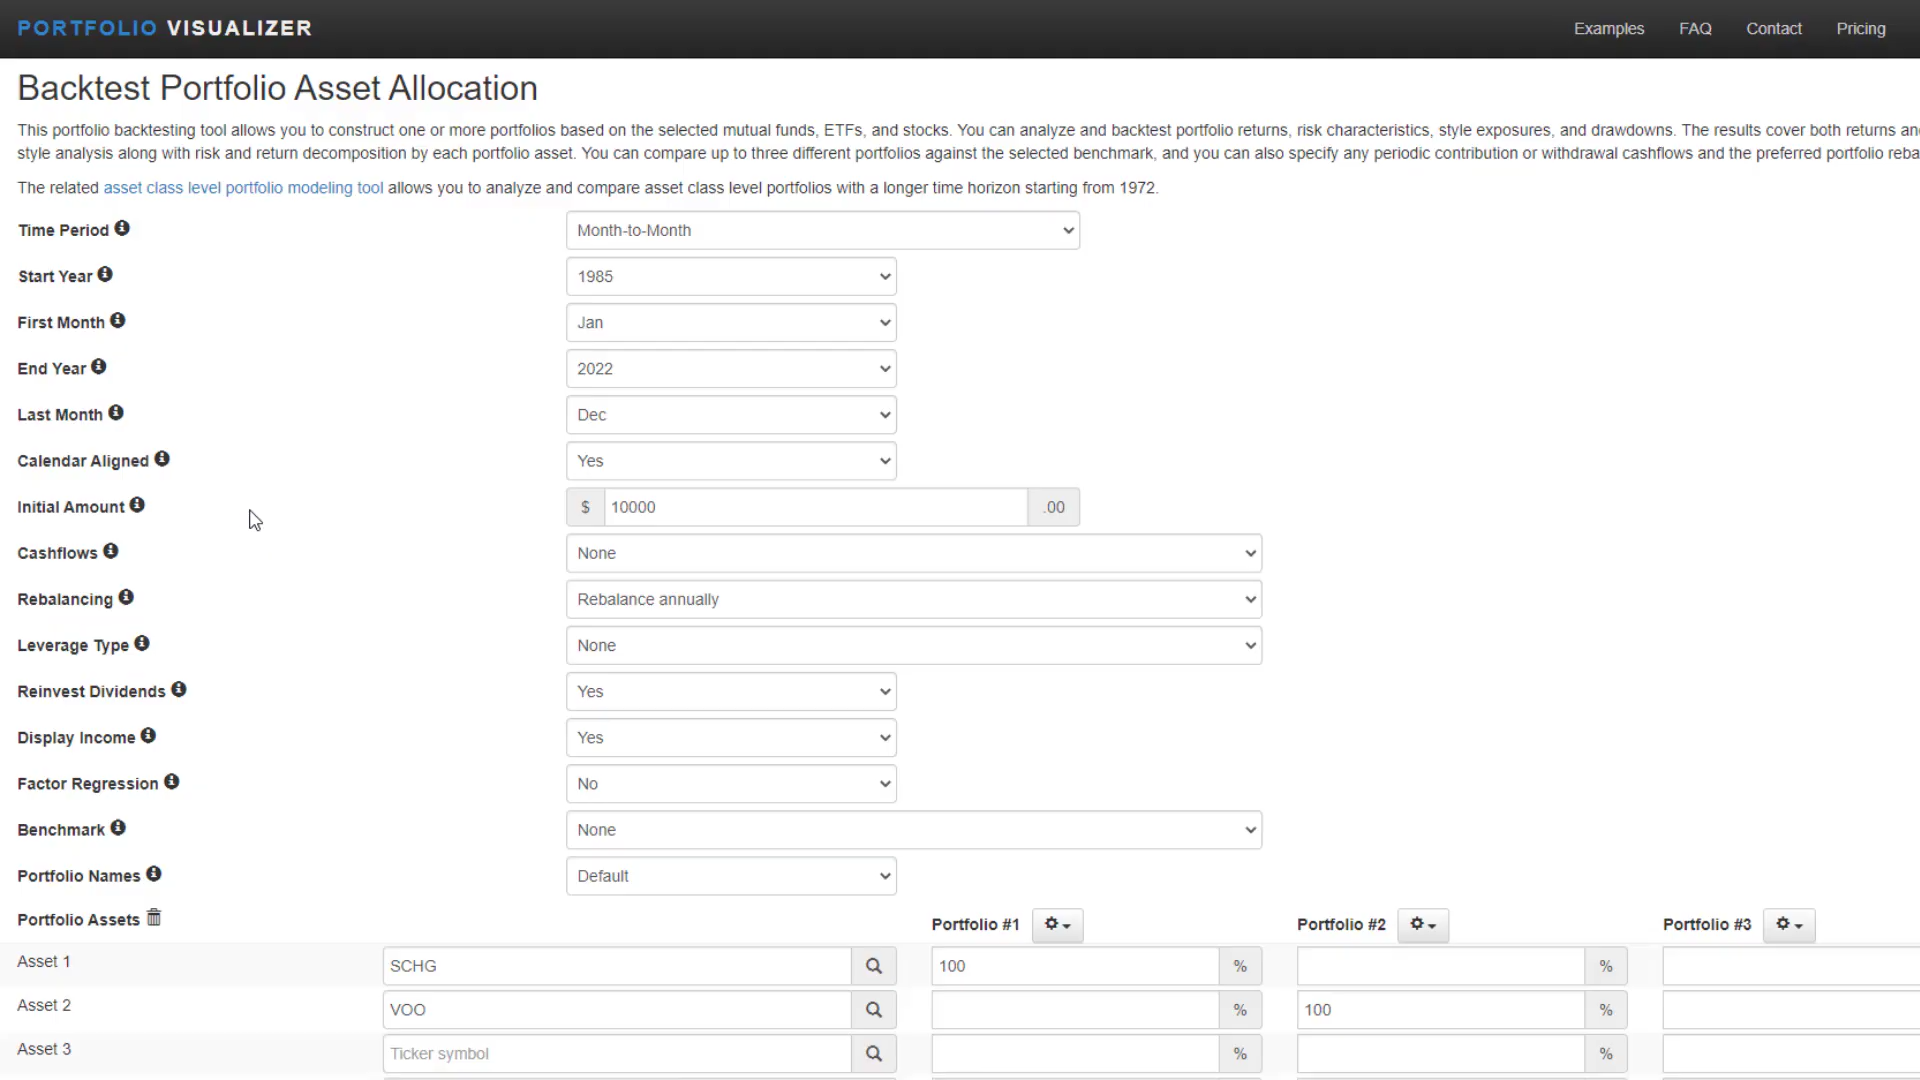 PORTFOLIO VISUALIZER
Examples FAQ Contact Pricing
Backtest Portfolio Asset Allocation
This portfolio backtesting tool allows you to construct one or more portfolios based on the selected mutual funds, ETFs, and stocks. You can analyze and backtest portfolio returns, risk characteristics, style exposures, and drawdowns. The results cover both returns an
style analysis along with risk and return decomposition by each portfolio asset. You can compare up to three different portfolios against the selected benchmark, and you can also specify any periodic contribution or withdrawal cashflows and the preferred portfolio reba
The related asset class level portfolio modeling tool allows you to analyze and compare asset class level portfolios with a longer time horizon starting from 1972.
Time Period Month-to-Month
Start Year 1985
First Month Jan
End Year 2022
Last Month Dec
Calendar Aligned Yes
Initial Amount $ 10000 .00
Cashflows None
Rebalancing Rebalance annually
Leverage Type None
Reinvest Dividends Yes
Display Income Yes
Factor Regression No
Benchmark None
Portfolio Names Default
Portfolio Assets Portfolio #1 Portfolio #2 Portfolio #3
Asset 1 SCHG 100 % %
Asset 2 VOO % 100 %
Asset 3 Ticker symbol % %